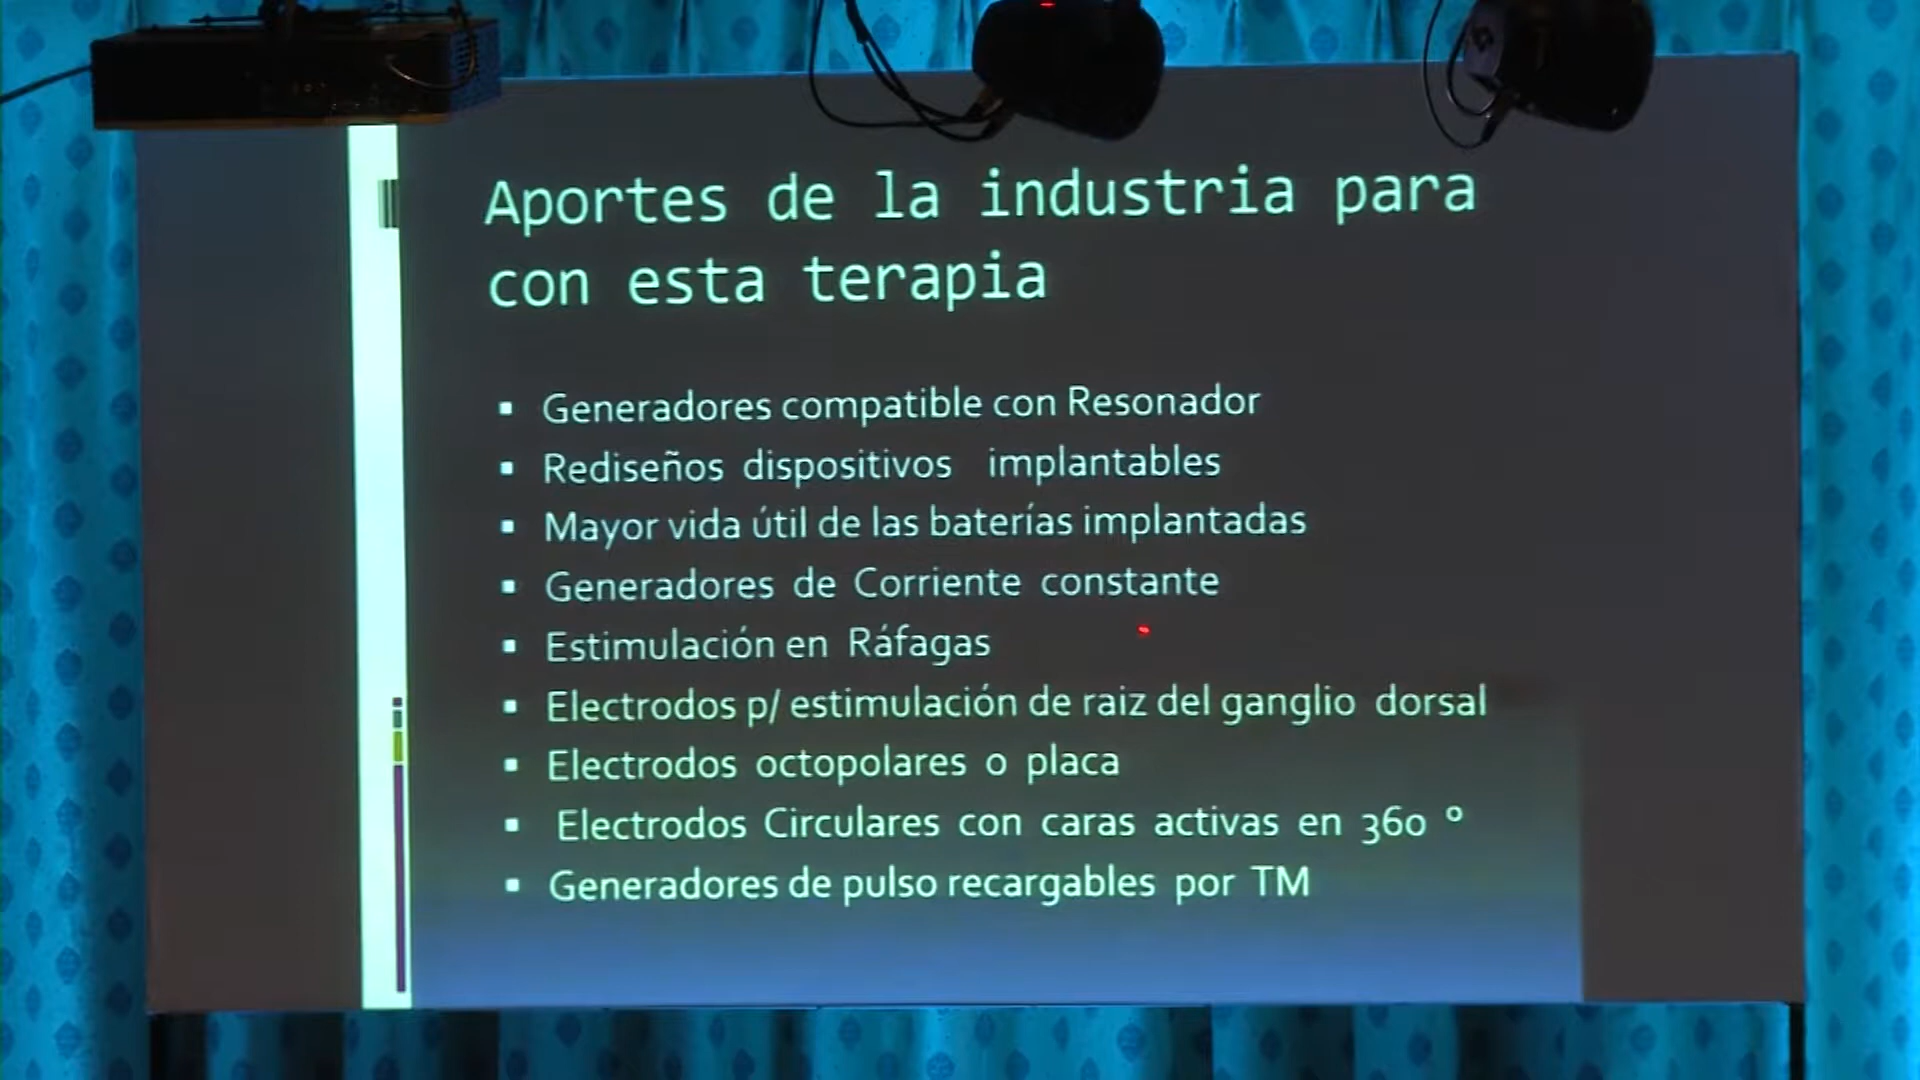 Aportes de la industria para
con esta terapia
▪ Generadores compatible con Resonador
▪ Rediseños dispositivos implantables
▪ Mayor vida útil de las baterías implantadas
▪ Generadores de Corriente constante
▪ Estimulación en Ráfagas
▪ Electrodos p/ estimulación de raiz del ganglio dorsal
▪ Electrodos octopolares o placa
▪ Electrodos Circulares con caras activas en 360 º
▪ Generadores de pulso recargables por TM